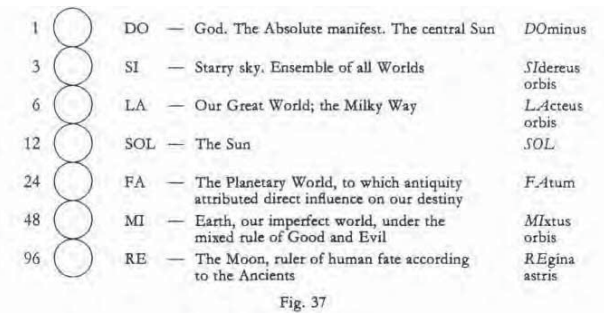 1 DO — God. The Absolute manifest. The central Sun DOminus
3 SI — Starry sky. Ensemble of all Worlds SIdereus
orbis
6 LA — Our Great World; the Milky Way LActeus
orbis
12 SOL — The Sun SOL
24 FA — The Planetary World, to which antiquity FAtum
attributed direct influence on our destiny
48 MI — Earth, our imperfect world, under the MIxtus
mixed rule of Good and Evil orbis
96 RE — The Moon, ruler of human fate according REgina
to the Ancients astris
Fig. 37